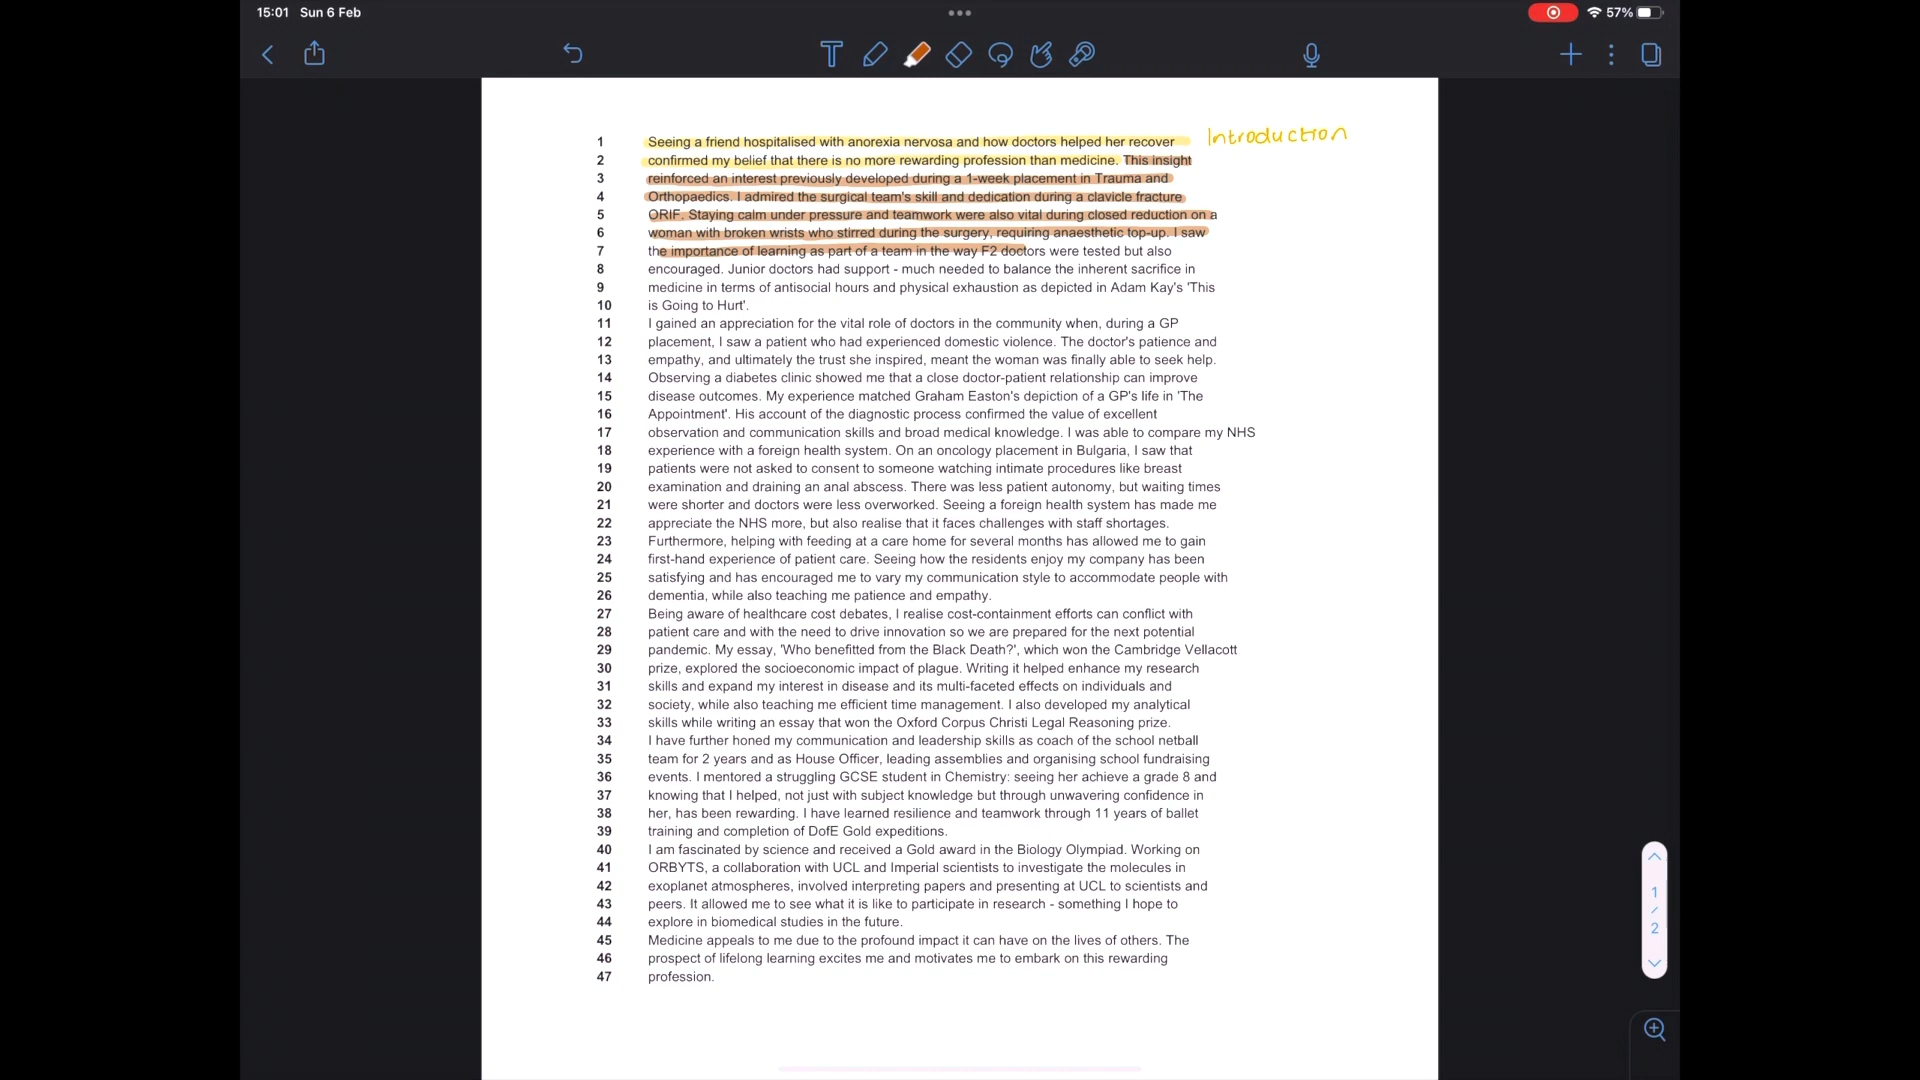 15:01 Sun 6 Feb
57%
Introduction
1 Seeing a friend hospitalised with anorexia nervosa and how doctors helped her recover
2 confirmed my belief that there is no more rewarding profession than medicine. This insight
3 reinforced an interest previously developed during a 1-week placement in Trauma and
4 Orthopaedics. I admired the surgical team's skill and dedication during a clavicle fracture
5 ORIF. Staying calm under pressure and teamwork were also vital during closed reduction on a
6 woman with broken wrists who stirred during the surgery, requiring anaesthetic top-up. I saw
7 the importance of learning as part of a team in the way F2 doctors were tested but also
8 encouraged. Junior doctors had support - much needed to balance the inherent sacrifice in
9 medicine in terms of antisocial hours and physical exhaustion as depicted in Adam Kay's 'This
10 is Going to Hurt'.
11 I gained an appreciation for the vital role of doctors in the community when, during a GP
12 placement, I saw a patient who had experienced domestic violence. The doctor's patience and
13 empathy, and ultimately the trust she inspired, meant the woman was finally able to seek help.
14 Observing a diabetes clinic showed me that a close doctor-patient relationship can improve
15 disease outcomes. My experience matched Graham Easton's depiction of a GP's life in 'The
16 Appointment'. His account of the diagnostic process confirmed the value of excellent
17 observation and communication skills and broad medical knowledge. I was able to compare my NHS
18 experience with a foreign health system. On an oncology placement in Bulgaria, I saw that
19 patients were not asked to consent to someone watching intimate procedures like breast
20 examination and draining an anal abscess. There was less patient autonomy, but waiting times
21 were shorter and doctors were less overworked. Seeing a foreign health system has made me
22 appreciate the NHS more, but also realise that it faces challenges with staff shortages.
23 Furthermore, helping with feeding at a care home for several months has allowed me to gain
24 first-hand experience of patient care. Seeing how the residents enjoy my company has been
25 satisfying and has encouraged me to vary my communication style to accommodate people with
26 dementia, while also teaching me patience and empathy.
27 Being aware of healthcare cost debates, I realise cost-containment efforts can conflict with
28 patient care and with the need to drive innovation so we are prepared for the next potential
29 pandemic. My essay, 'Who benefitted from the Black Death?', which won the Cambridge Vellacott
30 prize, explored the socioeconomic impact of plague. Writing it helped enhance my research
31 skills and expand my interest in disease and its multi-faceted effects on individuals and
32 society, while also teaching me efficient time management. I also developed my analytical
33 skills while writing an essay that won the Oxford Corpus Christi Legal Reasoning prize.
34 I have further honed my communication and leadership skills as coach of the school netball
35 team for 2 years and as House Officer, leading assemblies and organising school fundraising
36 events. I mentored a struggling GCSE student in Chemistry: seeing her achieve a grade 8 and
37 knowing that I helped, not just with subject knowledge but through unwavering confidence in
38 her, has been rewarding. I have learned resilience and teamwork through 11 years of ballet
39 training and completion of DofE Gold expeditions.
40 I am fascinated by science and received a Gold award in the Biology Olympiad. Working on
41 ORBYTS, a collaboration with UCL and Imperial scientists to investigate the molecules in
42 exoplanet atmospheres, involved interpreting papers and presenting at UCL to scientists and
43 peers. It allowed me to see what it is like to participate in research - something I hope to
44 explore in biomedical studies in the future.
45 Medicine appeals to me due to the profound impact it can have on the lives of others. The
46 prospect of lifelong learning excites me and motivates me to embark on this rewarding
47 profession.
1
/
2